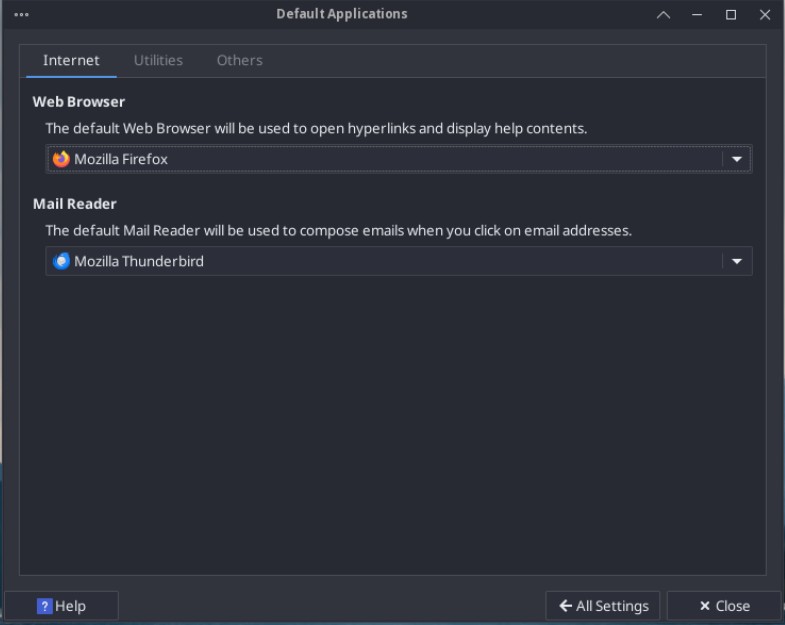 Default Applications
Internet Utilities Others
Web Browser
The default Web Browser will be used to open hyperlinks and display help contents.
Mozilla Firefox
Mail Reader
The default Mail Reader will be used to compose emails when you click on email addresses.
Mozilla Thunderbird
? Help All Settings Close